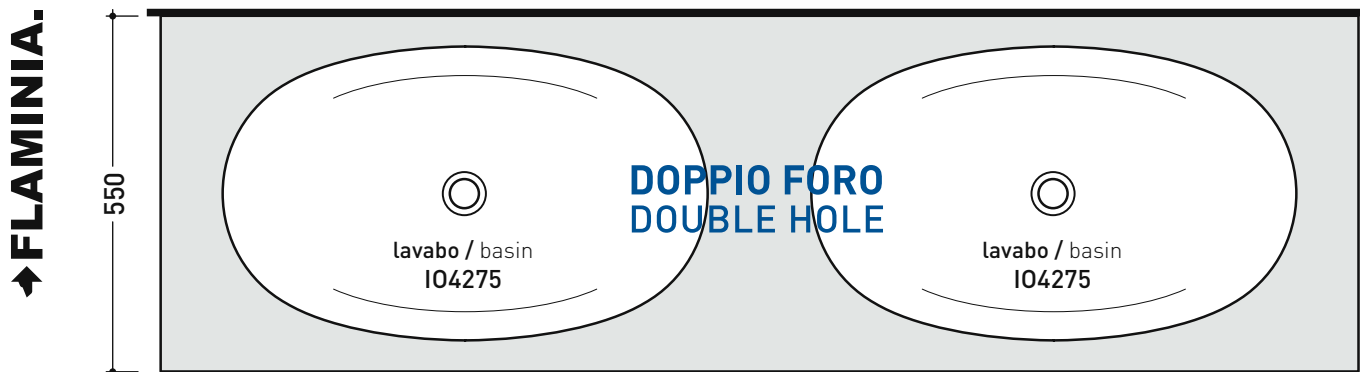 FLAMINIA.
550
DOPPIO FORO
DOUBLE HOLE
lavabo / basin
IO4275
lavabo / basin
IO4275